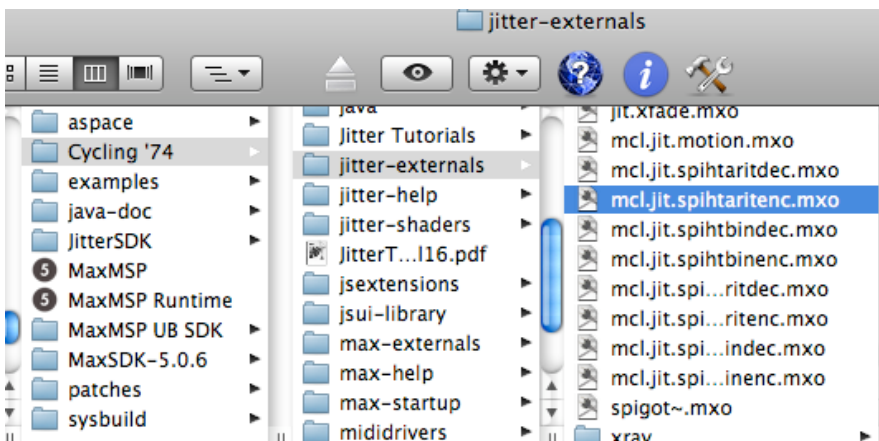 jitter-externals
aspace
Cycling '74
examples
java-doc
JitterSDK
MaxMSP
MaxMSP Runtime
MaxMSP UB SDK
MaxSDK-5.0.6
patches
sysbuild
java
Jitter Tutorials
jitter-externals
jitter-help
jitter-shaders
JitterT...l16.pdf
jsextensions
jsui-library
max-externals
max-help
max-startup
mididrivers
jit.xfade.mxo
mcl.jit.motion.mxo
mcl.jit.spihtaritdec.mxo
mcl.jit.spihtaritenc.mxo
mcl.jit.spihtbindec.mxo
mcl.jit.spihtbinenc.mxo
mcl.jit.spi...ritdec.mxo
mcl.jit.spi...ritenc.mxo
mcl.jit.spi...indec.mxo
mcl.jit.spi...inenc.mxo
spigot~.mxo
xray